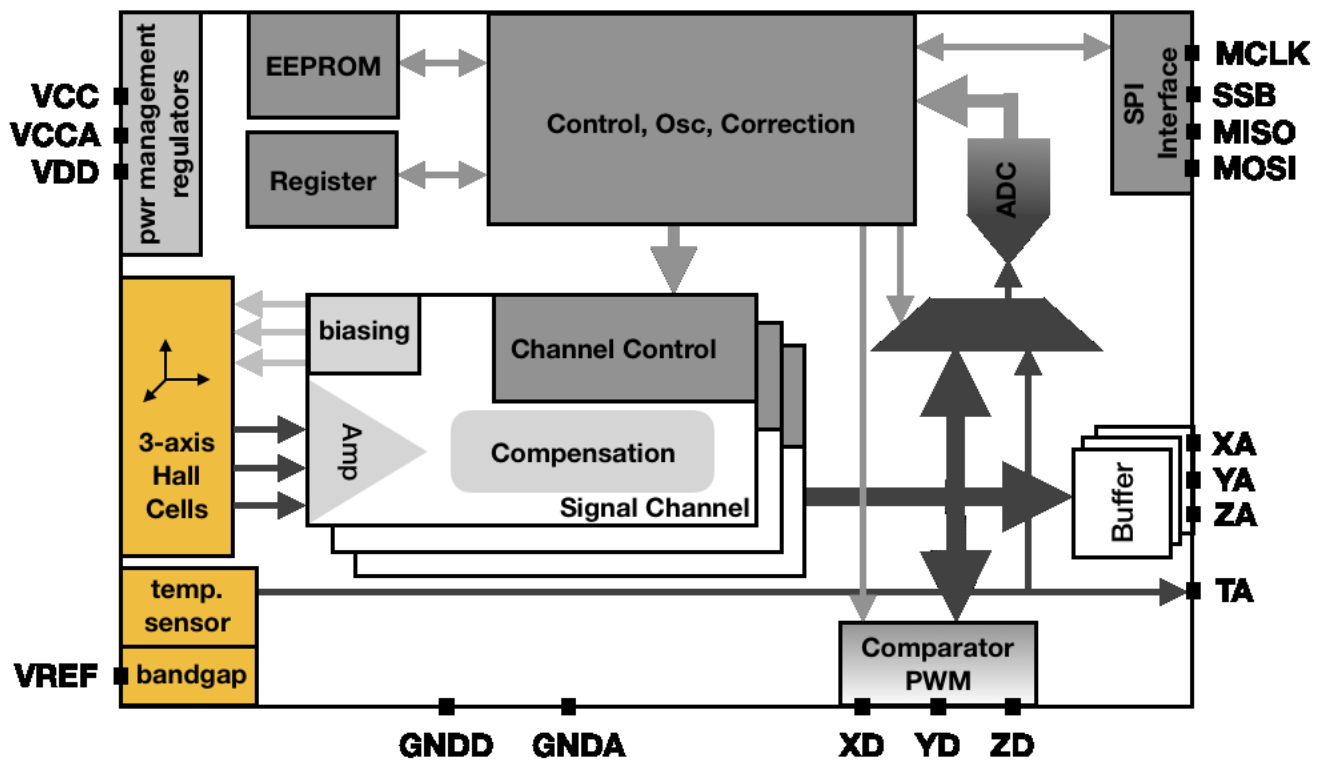 VCC
VCCA
VDD
pwr management
regulators
EEPROM
Register
Control, Osc, Correction
ADC
SPI
Interface
MCLK
SSB
MISO
MOSI
biasing
Channel Control
3-axis
Hall
Cells
Amp
Compensation
Signal Channel
Buffer
XA
YA
ZA
temp.
sensor
TA
VREF
bandgap
Comparator
PWM
GNDD
GNDA
XD
YD
ZD